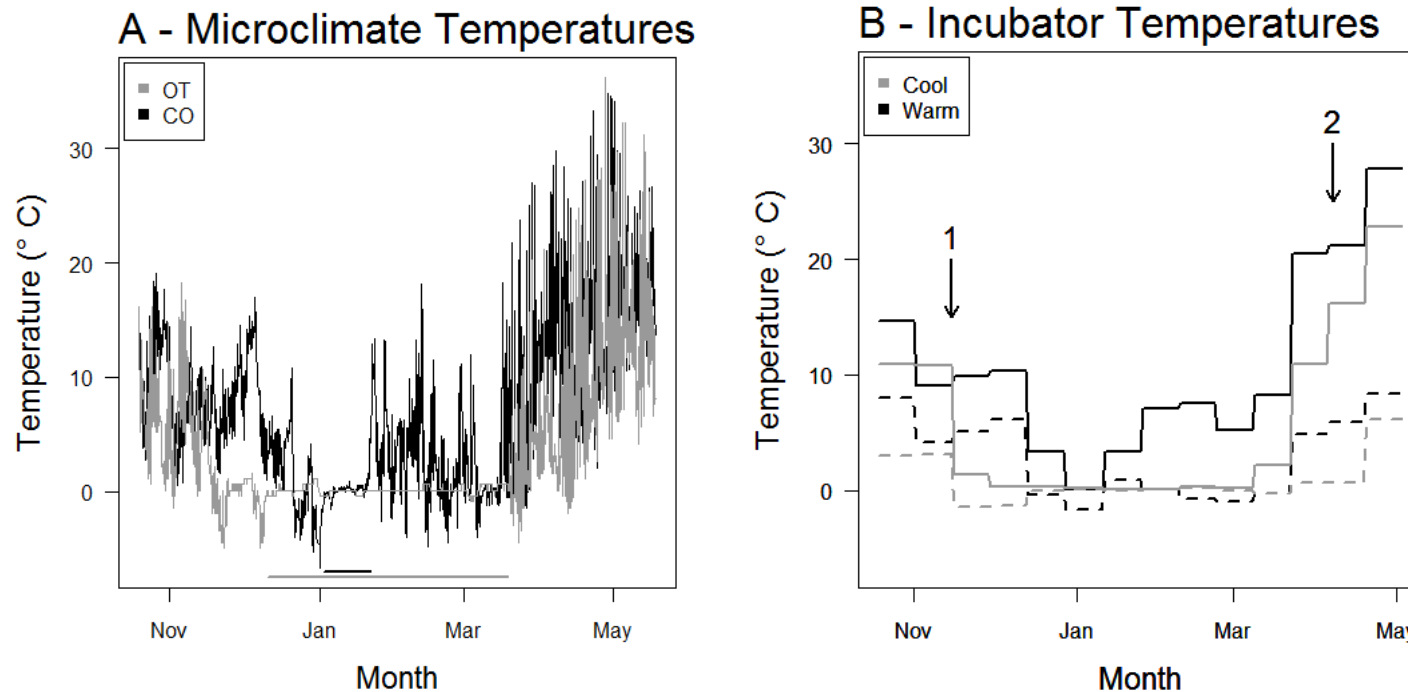 A - Microclimate Temperatures
OT
CO
30
20
10
0
Temperature (° C)
Nov
Jan
Mar
May
Month
B - Incubator Temperatures
Cool
Warm
1
2
30
20
10
0
Temperature (° C)
Nov
Jan
Mar
May
Month